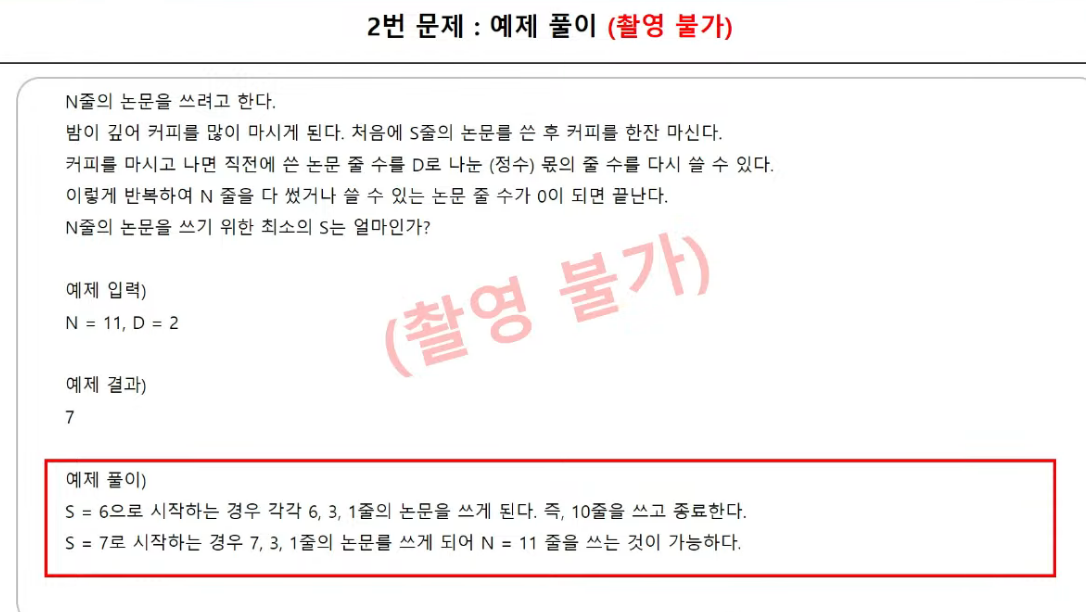 2번 문제 : 예제 풀이 (촬영 불가)
N줄의 논문을 쓰려고 한다.
밤이 깊어 커피를 많이 마시게 된다. 처음에 S줄의 논문를 쓴 후 커피를 한잔 마신다.
커피를 마시고 나면 직전에 쓴 논문 줄 수를 D로 나눈 (정수) 몫의 줄 수를 다시 쓸 수 있다.
이렇게 반복하여 N 줄을 다 썼거나 쓸 수 있는 논문 줄 수가 0이 되면 끝난다.
N줄의 논문을 쓰기 위한 최소의 S는 얼마인가?
(촬영 불가)
예제 입력)
N = 11, D = 2
예제 결과)
7
예제 풀이)
S = 6으로 시작하는 경우 각각 6, 3, 1줄의 논문을 쓰게 된다. 즉, 10줄을 쓰고 종료한다.
S = 7로 시작하는 경우 7, 3, 1줄의 논문를 쓰게 되어 N = 11 줄을 쓰는 것이 가능하다.